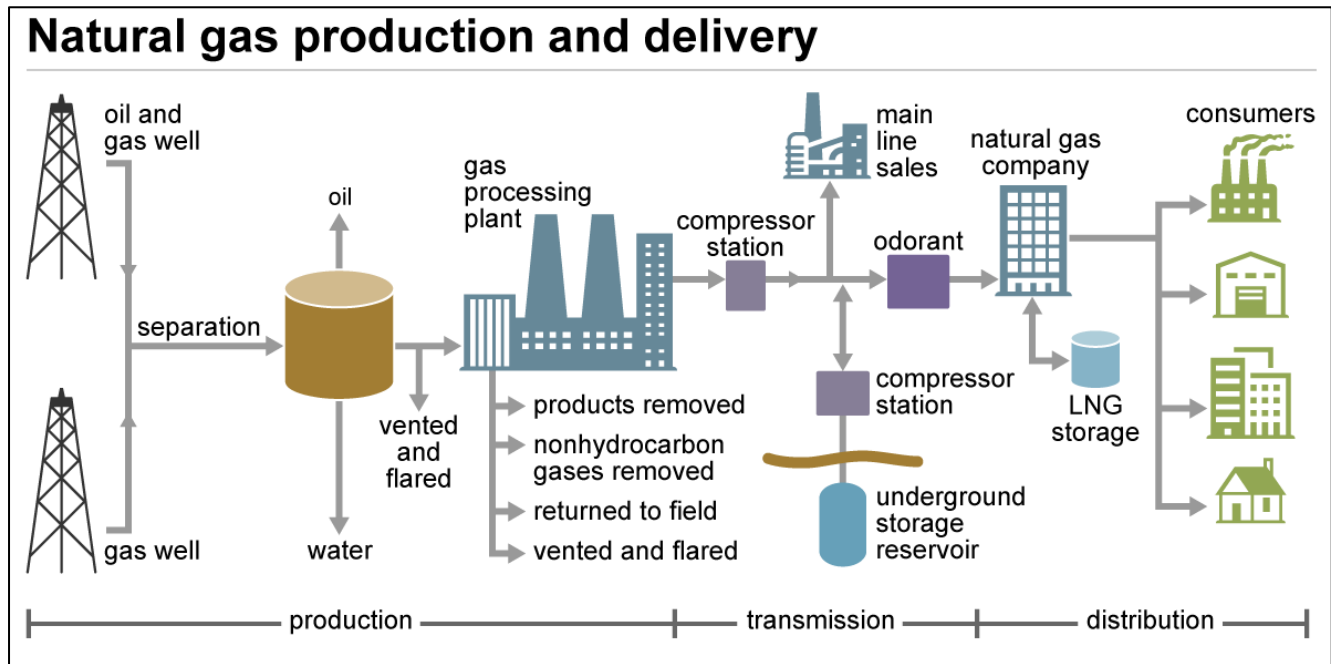 Natural gas production and delivery
oil and
gas well
oil
separation
gas well
water
vented
and
flared
gas
processing
plant
products removed
nonhydrocarbon
gases removed
returned to field
vented and flared
compressor
station
main
line
sales
odorant
compressor
station
underground
storage
reservoir
natural gas
company
LNG
storage
consumers
production
transmission
distribution